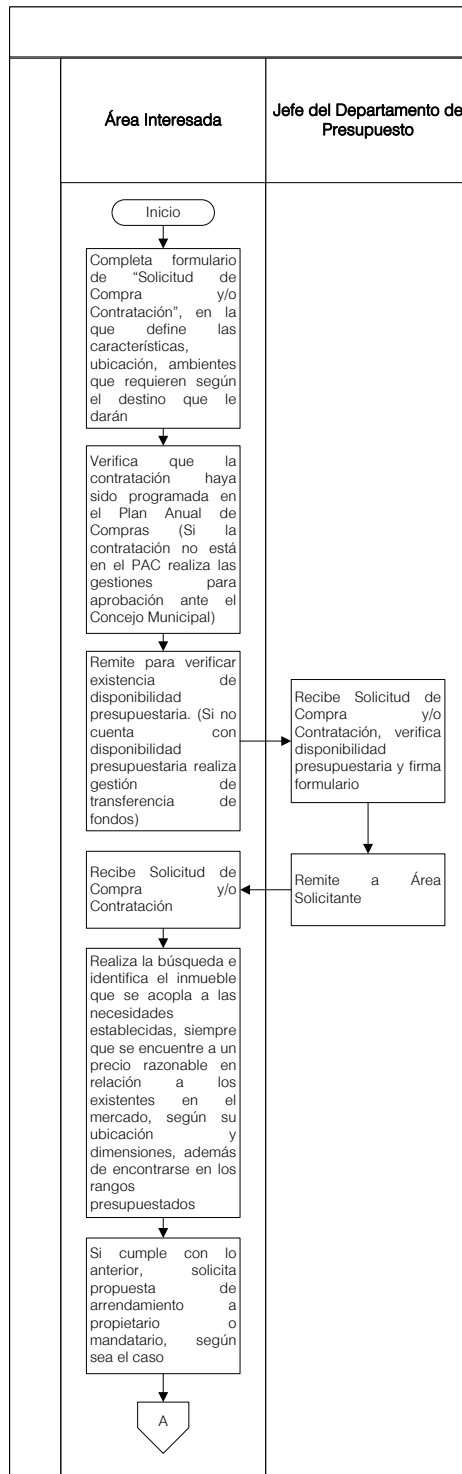 Área Interesada
Jefe del Departamento de
Presupuesto
Inicio
Completa formulario
de “Solicitud de
Compra y/o
Contratación”, en la
que define las
características,
ubicación, ambientes
que requieren según
el destino que le
darán
Verifica que la
contratación haya
sido programada en
el Plan Anual de
Compras (Si la
contratación no está
en el PAC realiza las
gestiones para
aprobación ante el
Concejo Municipal)
Remite para verificar
existencia de
disponibilidad
presupuestaria. (Si no
cuenta con
disponibilidad
presupuestaria realiza
gestión de
transferencia de
fondos)
Recibe Solicitud de
Compra y/o
Contratación, verifica
disponibilidad
presupuestaria y firma
formulario
Remite a Área
Solicitante
Recibe Solicitud de
Compra y/o
Contratación
Realiza la búsqueda e
identifica el inmueble
que se acopla a las
necesidades
establecidas, siempre
que se encuentre a un
precio razonable en
relación a los
existentes en el
mercado, según su
ubicación y
dimensiones, además
de encontrarse en los
rangos
presupuestados
Si cumple con lo
anterior, solicita
propuesta de
arrendamiento a
propietario o
mandatario, según
sea el caso
A